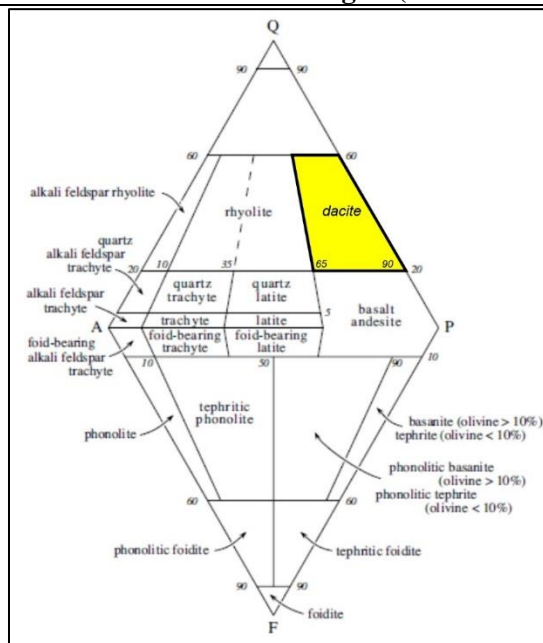 Q
90
90
60
60
alkali feldspar rhyolite
rhyolite
dacite
quartz
alkali feldspar
trachyte
20
10
35
65
90
20
quartz
trachyte
quartz
latite
alkali feldspar
trachyte
5
basalt
andesite
A
trachyte
latite
P
foid-bearing
alkali feldspar
trachyte
foid-bearing
trachyte
foid-bearing
latite
10
50
90
10
tephritic
phonolite
phonolite
basanite (olivine > 10%)
tephrite (olivine < 10%)
phonolitic basanite
(olivine > 10%)
phonolitic tephrite
(olivine < 10%)
60
60
phonolitic foidite
tephritic foidite
90
90
foidite
F